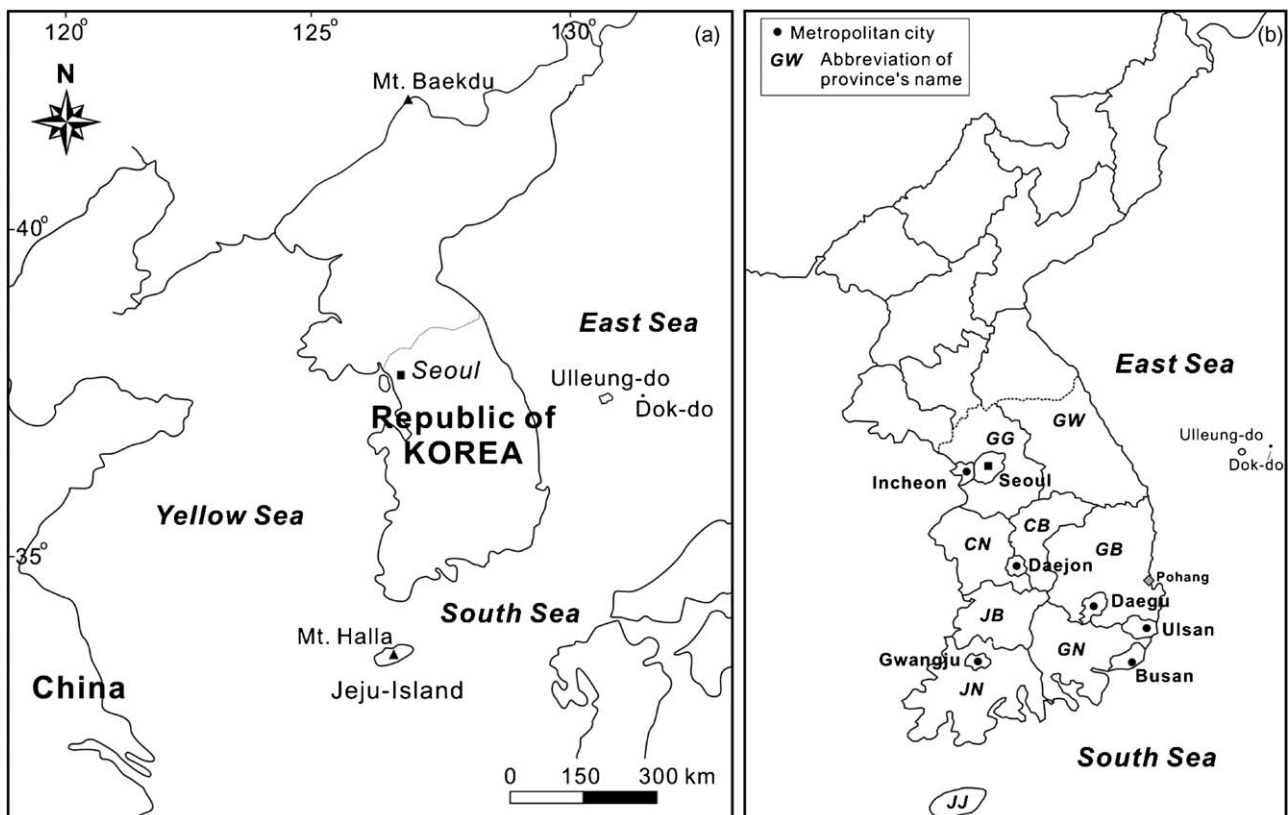 120°
125°
130°
(a)
N
Mt. Baekdu
40°
East Sea
Seoul
Ulleung-do
Dok-do
Republic of
KOREA
Yellow Sea
35°
South Sea
Mt. Halla
China
Jeju-Island
0 150 300 km
(b)
Metropolitan city
GW Abbreviation of
province's name
East Sea
GW
Ulleung-do
Dok-do
GG
Incheon
Seoul
CB
CN
GB
Daejon
Pohang
Daegu
JB
Ulsan
GN
Gwangju
Busan
JN
South Sea
JJ